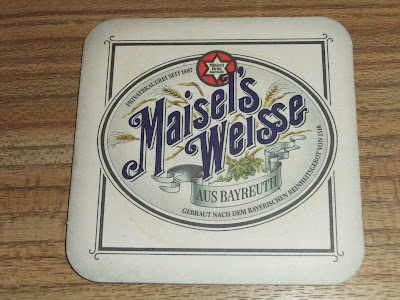 PRIVATBRAUEREI SEIT 1887
Maisel's
Weisse
AUS BAYREUTH
GEBRAUT NACH DEM BAYERISCHEN REINHEITSGEBOT VON 1516